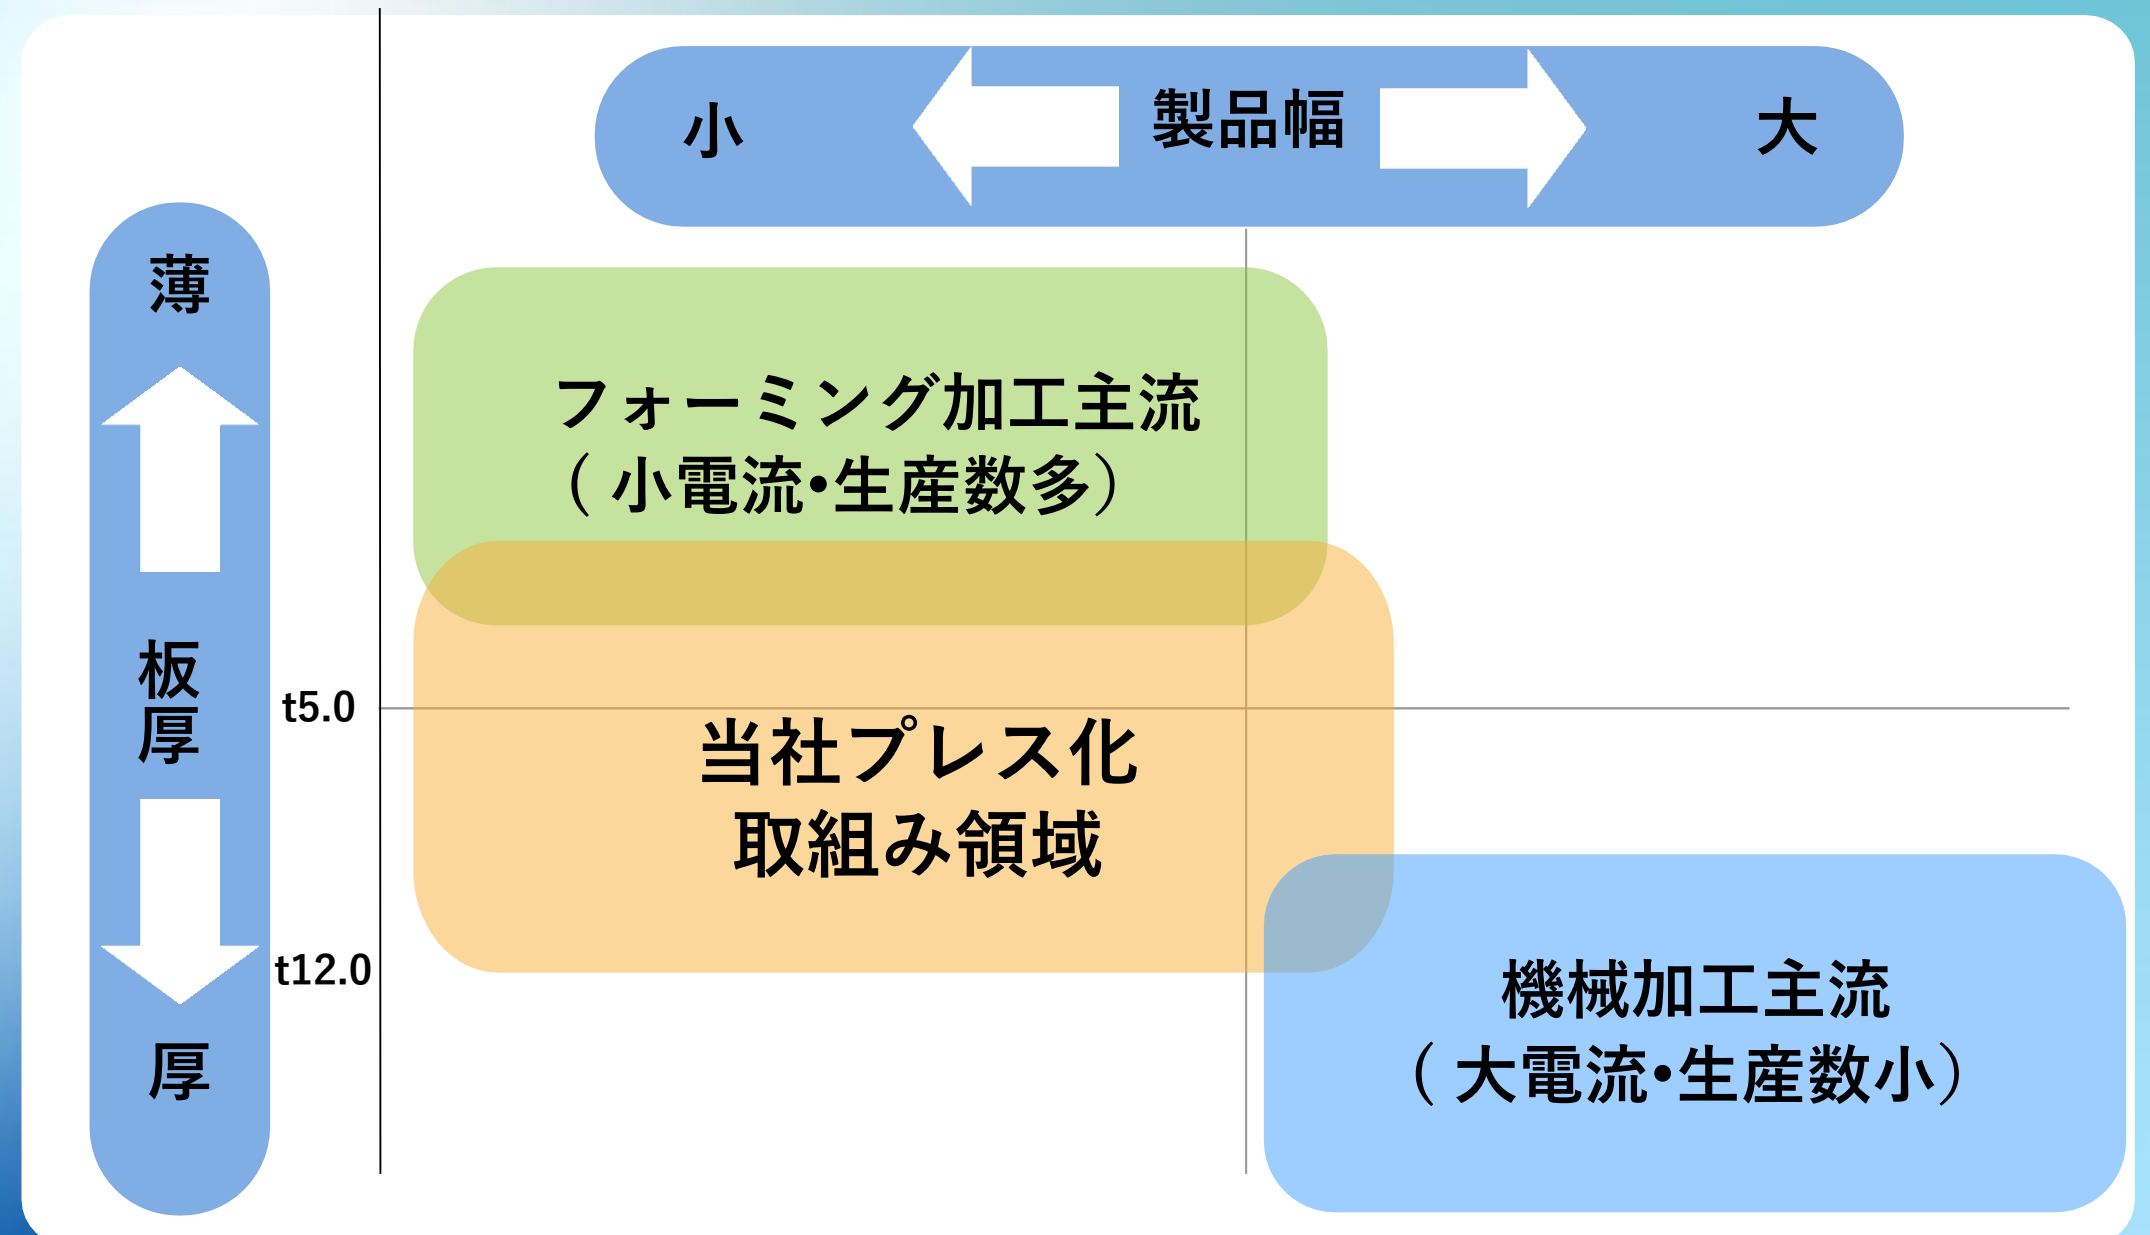 小 製品幅 大
薄
フォーミング加工主流
（ 小電流・生産数多）
板厚
t5.0
当社プレス化
取組み領域
t12.0
機械加工主流
（ 大電流・生産数小）
厚